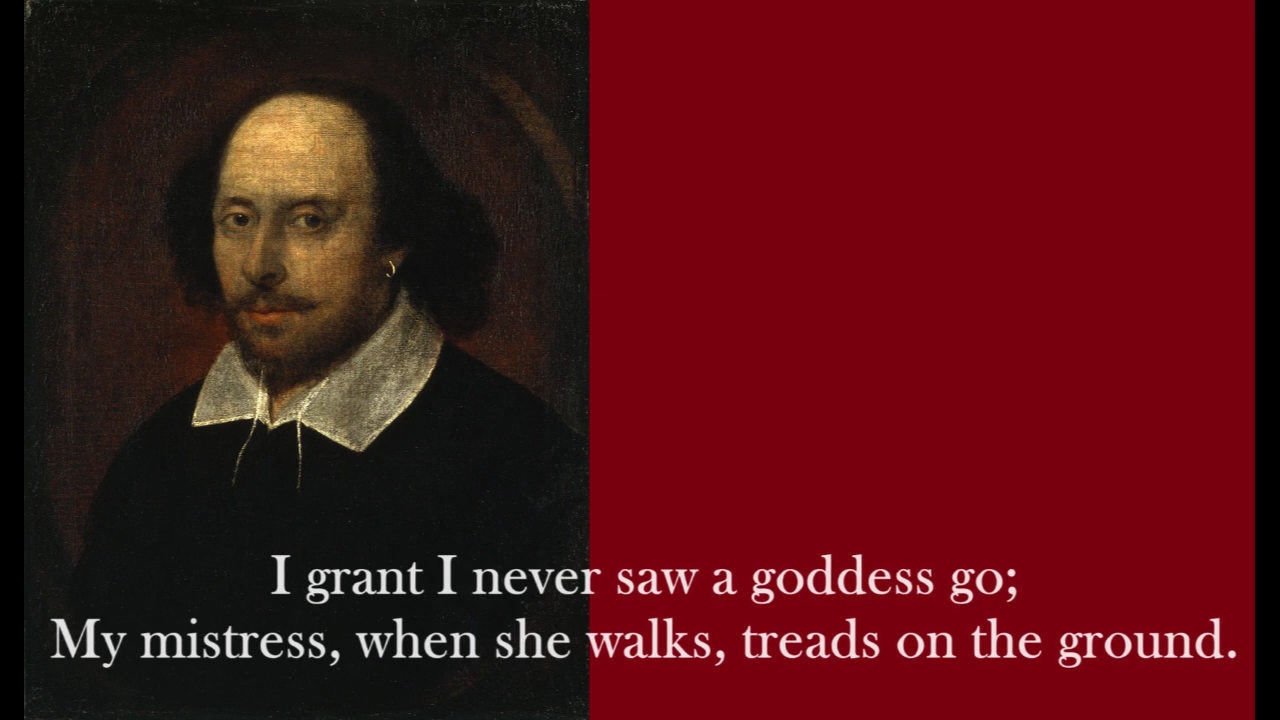 I grant I never saw a goddess go;
My mistress, when she walks, treads on the ground.